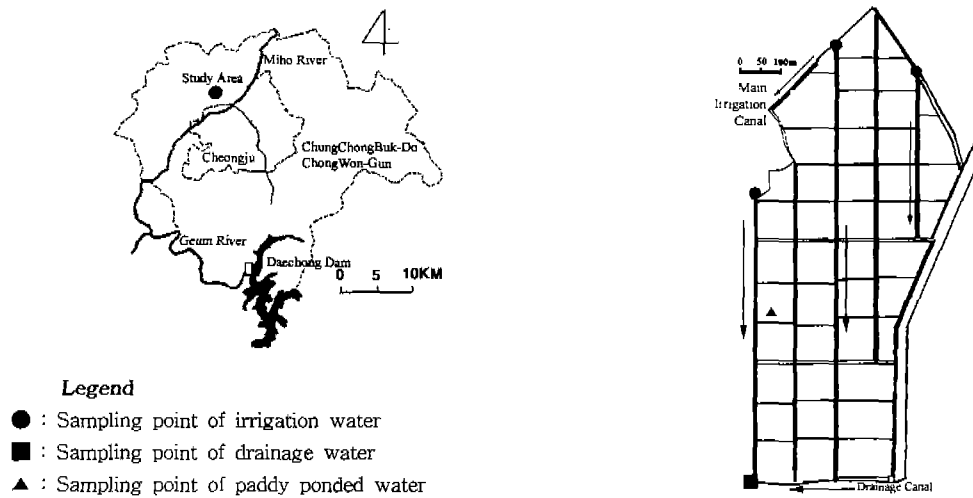 Miho River
Study Area
Cheongju
ChungChongBuk-Do
ChongWon-Gun
Geum River
Daechong Dam
0 5 10KM
0 50 100m
Main
Irrigation
Canal
Drainage Canal
Legend
● : Sampling point of irrigation water
■ : Sampling point of drainage water
▲ : Sampling point of paddy ponded water